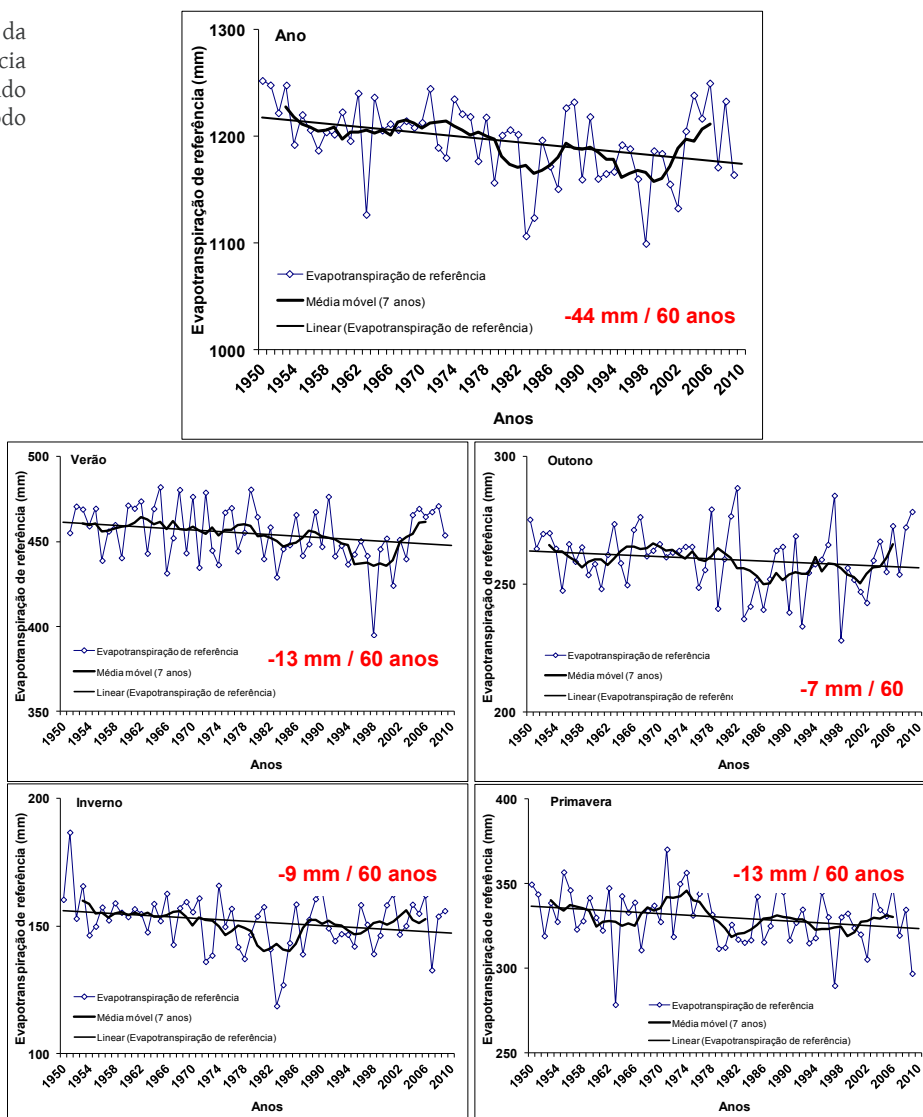 da
cia
do
odo
Ano
Evapotranspiração de referência (mm)
1300
1200
1100
1000
Evapotranspiração de referência
Média móvel (7 anos)
Linear (Evapotranspiração de referência)
-44 mm / 60 anos
1950 1954 1958 1962 1966 1970 1974 1978 1982 1986 1990 1994 1998 2002 2006 2010
Anos
Verão
Evapotranspiração de referência (mm)
500
450
400
350
Evapotranspiração de referência
Média móvel (7 anos)
Linear (Evapotranspiração de referência)
-13 mm / 60 anos
1950 1954 1958 1962 1966 1970 1974 1978 1982 1986 1990 1994 1998 2002 2006 2010
Anos
Outono
Evapotranspiração de referência (mm)
300
250
200
Evapotranspiração de referência
Média móvel (7 anos)
Linear (Evapotranspiração de referênc
-7 mm / 60
1950 1954 1958 1962 1966 1970 1974 1978 1982 1986 1990 1994 1998 2002 2006 2010
Anos
Inverno
Evapotranspiração de referência (mm)
200
150
100
-9 mm / 60 anos
Evapotranspiração de referência
Média móvel (7 anos)
Linear (Evapotranspiração de referência)
1950 1954 1958 1962 1966 1970 1974 1978 1982 1986 1990 1994 1998 2002 2006 2010
Anos
Primavera
Evapotranspiração de referência (mm)
400
350
300
250
-13 mm / 60 anos
Evapotranspiração de referência
Média móvel (7 anos)
Linear (Evapotranspiração de referência)
1950 1954 1958 1962 1966 1970 1974 1978 1982 1986 1990 1994 1998 2002 2006 2010
Anos